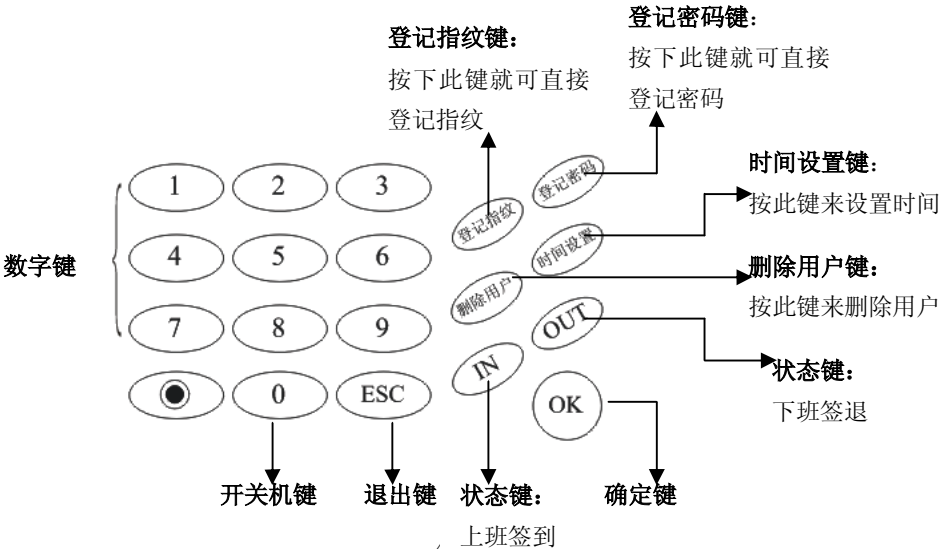 登记密码键：
登记指纹键：
按下此键就可直接
登记密码
按下此键就可直接
登记指纹
时间设置键：
按此键来设置时间
1 2 3 登记指纹 登记密码
数字键
4 5 6 删除用户 时间设置
删除用户键：
按此键来删除用户
7 8 9 IN OUT
状态键：
下班签退
0 ESC OK
开关机键 退出键 状态键： 确定键
上班签到